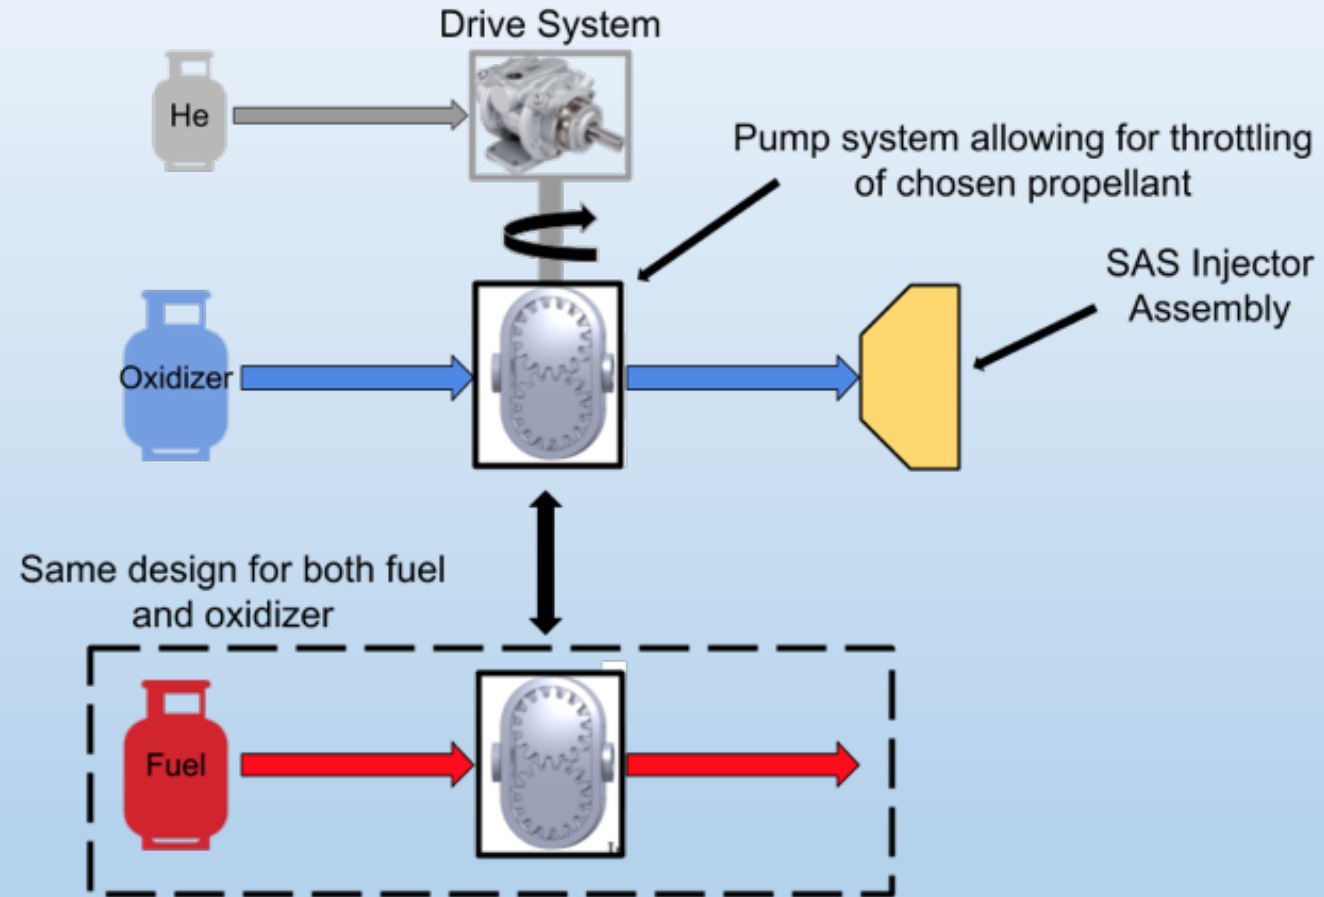 Drive System
He
Pump system allowing for throttling
of chosen propellant
SAS Injector
Assembly
Oxidizer
Same design for both fuel
and oxidizer
Fuel